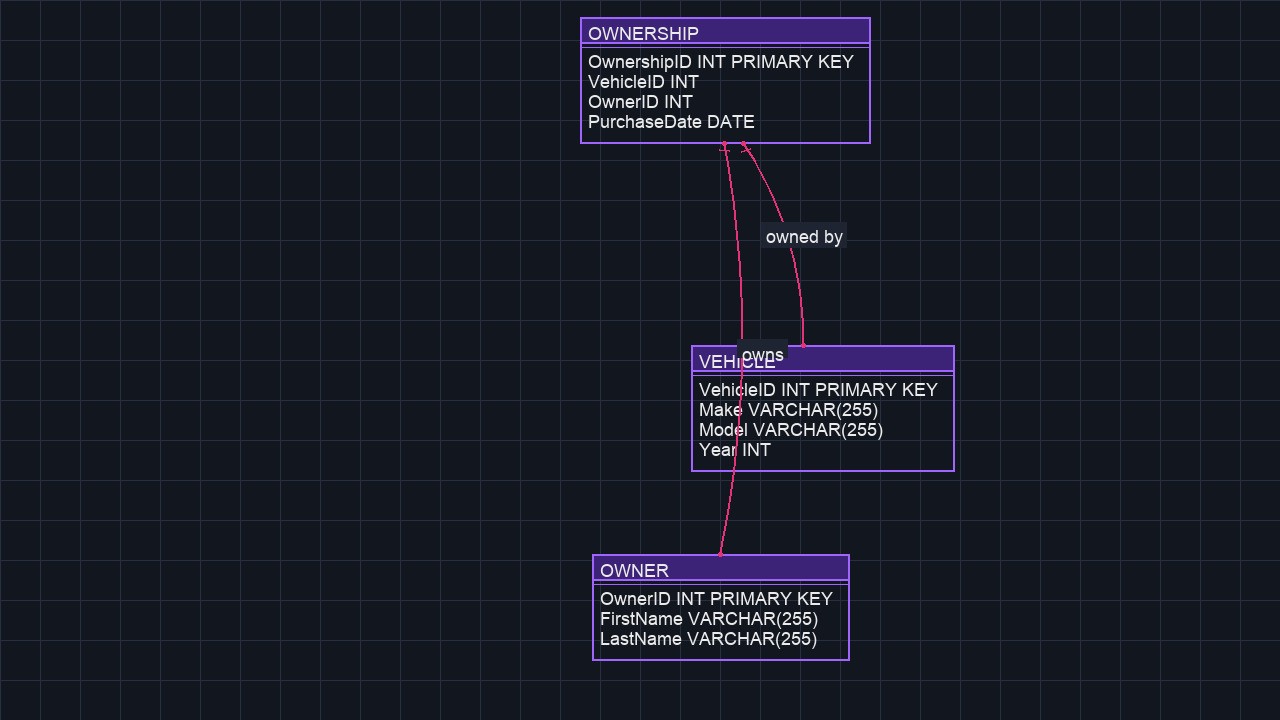 OWNERSHIP
OwnershipID INT PRIMARY KEY
VehicleID INT
OwnerID INT
PurchaseDate DATE
owned by
owns
VEHICLE
VehicleID INT PRIMARY KEY
Make VARCHAR(255)
Model VARCHAR(255)
Year INT
OWNER
OwnerID INT PRIMARY KEY
FirstName VARCHAR(255)
LastName VARCHAR(255)